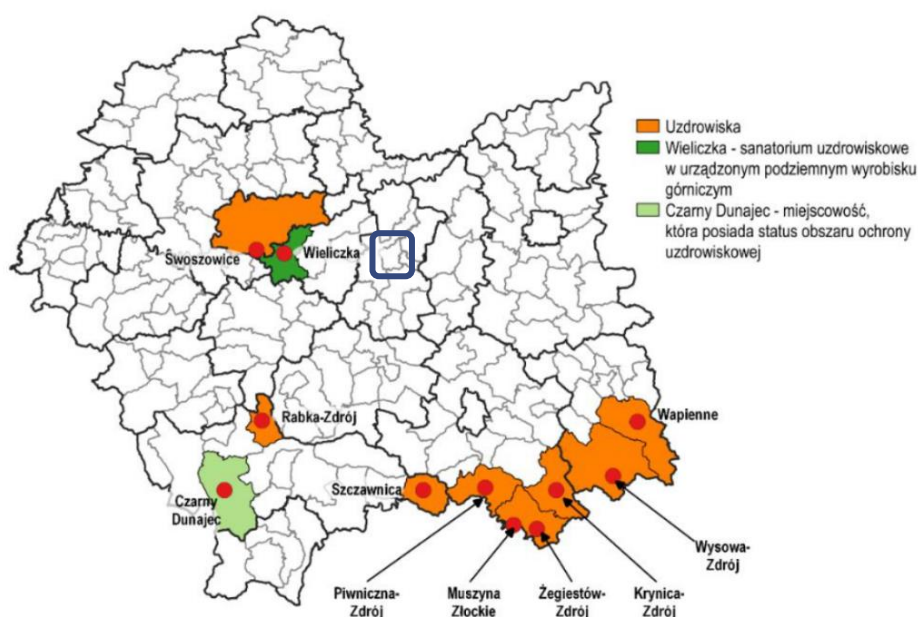 Uzdrowiska
Wieliczka - sanatorium uzdrowiskowe
w urządzonym podziemnym wyrobisku
górniczym
Czarny Dunajec - miejscowość,
która posiada status obszaru ochrony
uzdrowiskowej
Swoszowice
Wieliczka
Rabka-Zdrój
Wapienne
Szczawnica
Czarny
Dunajec
Wysowa-
Zdrój
Piwniczna-
Zdrój
Muszyna
Złockie
Żegiestów-
Zdrój
Krynica-
Zdrój